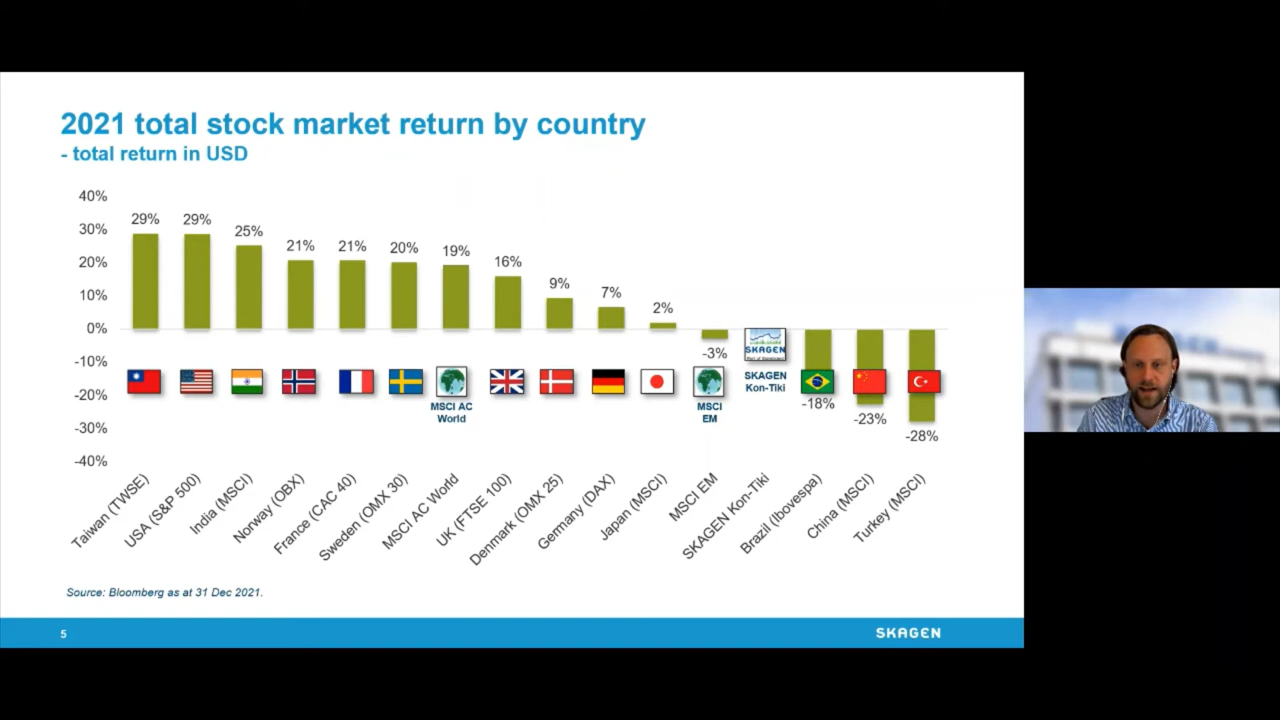 2021 total stock market return by country
- total return in USD
40%
30%
20%
10%
0%
-10%
-20%
-30%
-40%
29%
29%
25%
21%
21%
20%
19%
16%
9%
7%
2%
-3%
-18%
-23%
-28%
SKAGEN
MSCI AC
World
MSCI
EM
SKAGEN
Kon-Tiki
Taiwan (TWSE)
USA (S&P 500)
India (MSCI)
Norway (OBX)
France (CAC 40)
Sweden (OMX 30)
MSCI AC World
UK (FTSE 100)
Denmark (OMX 25)
Germany (DAX)
Japan (MSCI)
MSCI EM
SKAGEN Kon-Tiki
Brazil (Ibovespa)
China (MSCI)
Turkey (MSCI)
Source: Bloomberg as at 31 Dec 2021.
5
SKAGEN